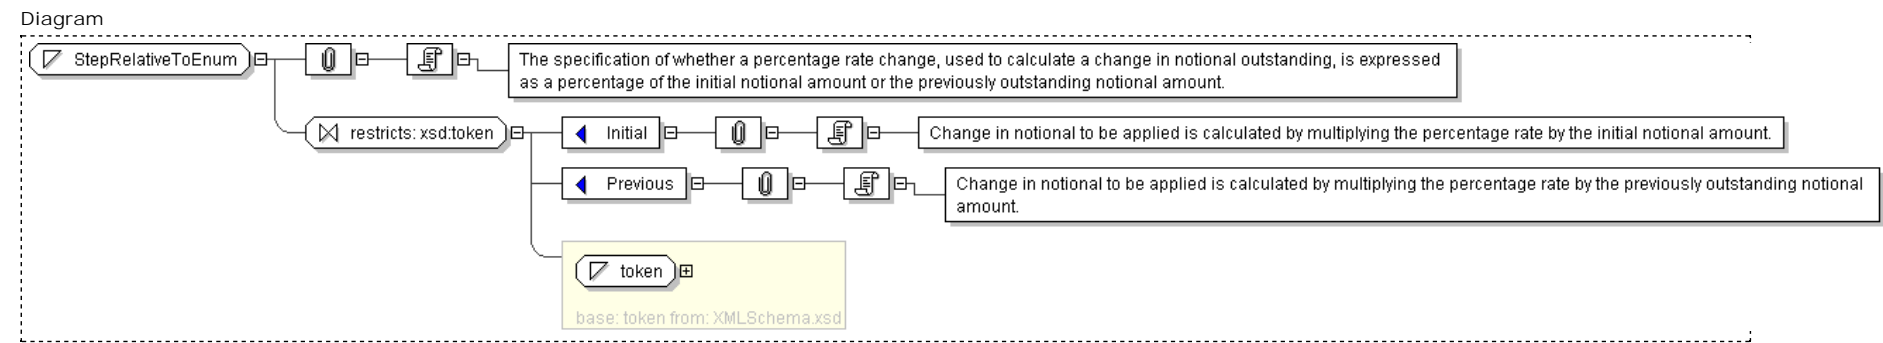 Diagram
StepRelativeToEnum
The specification of whether a percentage rate change, used to calculate a change in notional outstanding, is expressed
as a percentage of the initial notional amount or the previously outstanding notional amount.
restricts: xsd:token
Initial
Change in notional to be applied is calculated by multiplying the percentage rate by the initial notional amount.
Previous
Change in notional to be applied is calculated by multiplying the percentage rate by the previously outstanding notional
amount.
token
base: token from: XMLSchema.xsd